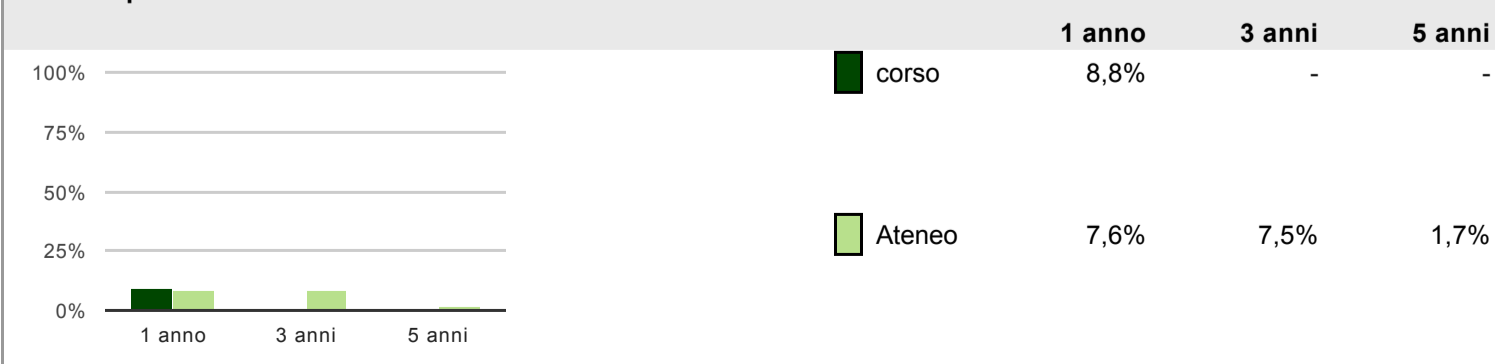 1 anno 3 anni 5 anni
100%
75%
50%
25%
0%
1 anno 3 anni 5 anni
corso 8,8% - -
Ateneo 7,6% 7,5% 1,7%